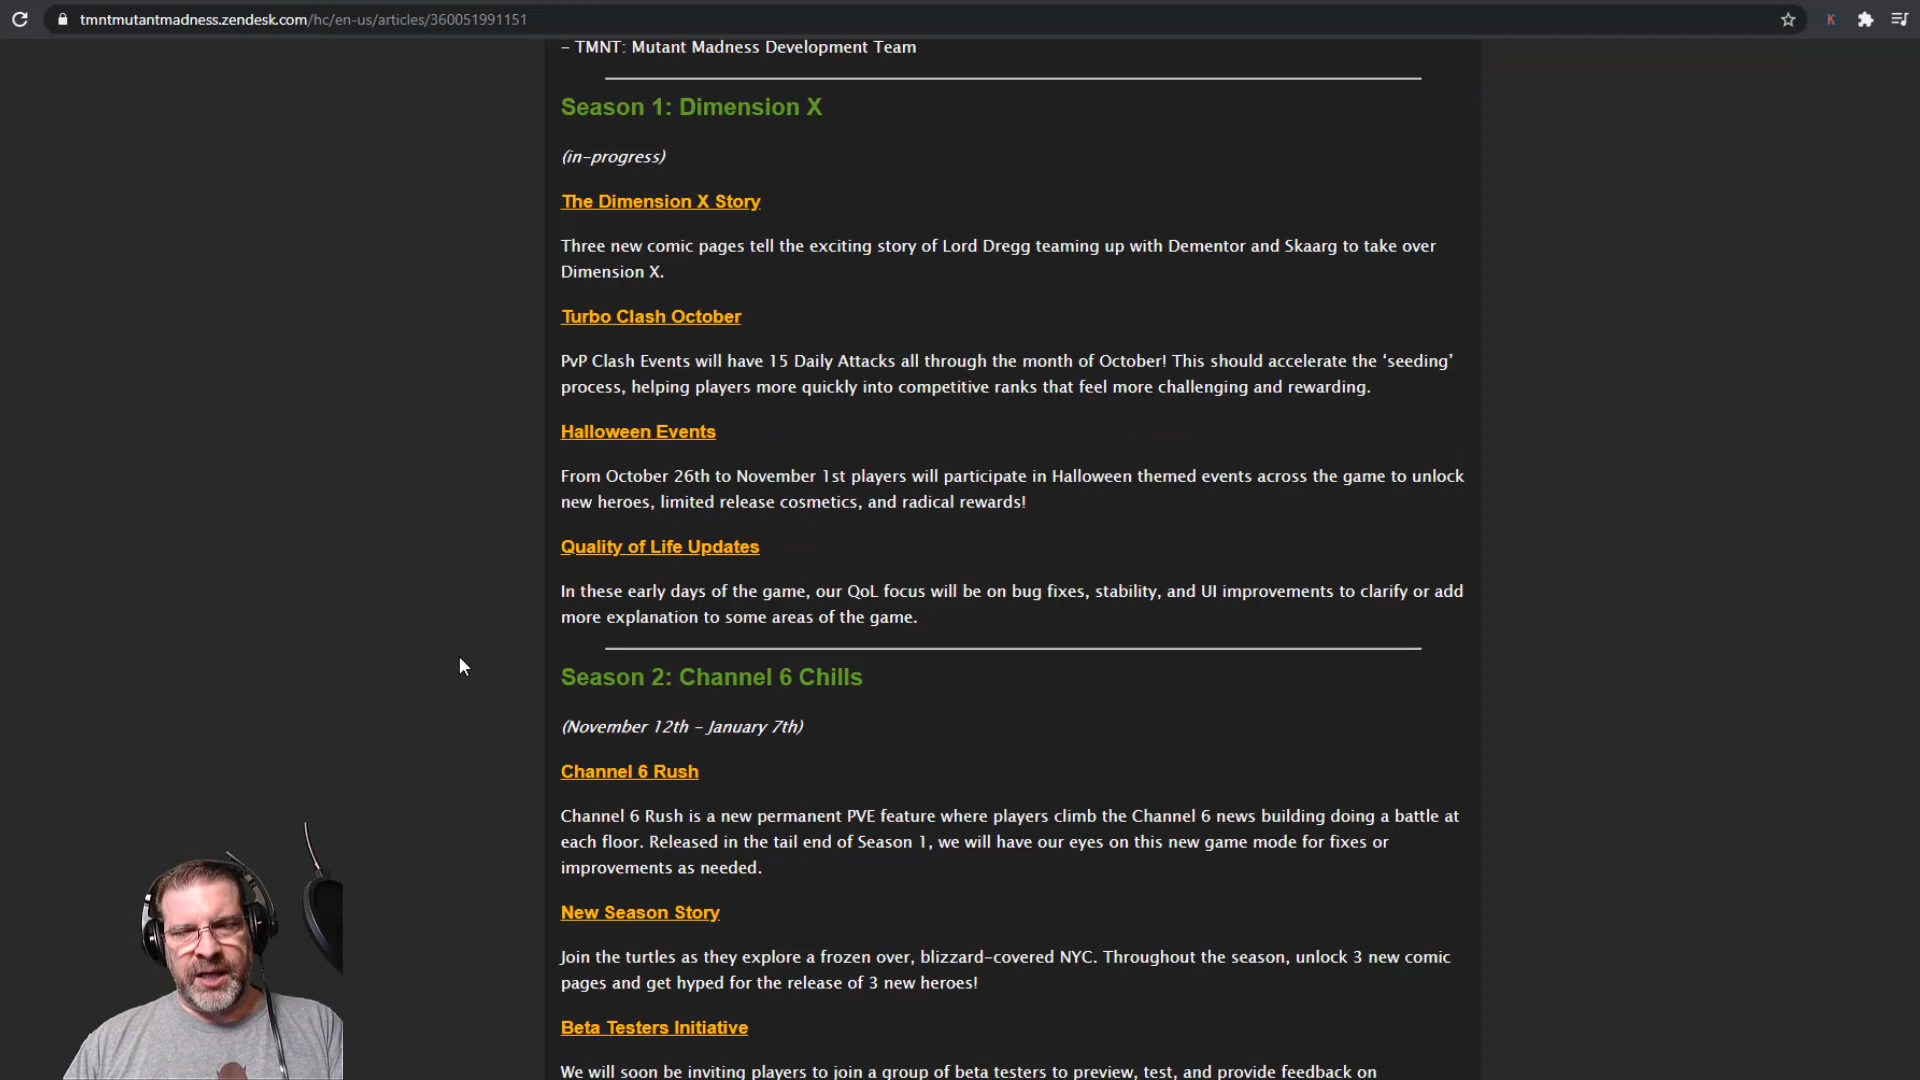 tmntmutantmadness.zendesk.com/hc/en-us/articles/360051991151
K
– TMNT: Mutant Madness Development Team
Season 1: Dimension X
(in-progress)
The Dimension X Story
Three new comic pages tell the exciting story of Lord Dregg teaming up with Dementor and Skaarg to take over
Dimension X.
Turbo Clash October
PvP Clash Events will have 15 Daily Attacks all through the month of October! This should accelerate the ‘seeding’
process, helping players more quickly into competitive ranks that feel more challenging and rewarding.
Halloween Events
From October 26th to November 1st players will participate in Halloween themed events across the game to unlock
new heroes, limited release cosmetics, and radical rewards!
Quality of Life Updates
In these early days of the game, our QoL focus will be on bug fixes, stability, and UI improvements to clarify or add
more explanation to some areas of the game.
Season 2: Channel 6 Chills
(November 12th – January 7th)
Channel 6 Rush
Channel 6 Rush is a new permanent PVE feature where players climb the Channel 6 news building doing a battle at
each floor. Released in the tail end of Season 1, we will have our eyes on this new game mode for fixes or
improvements as needed.
New Season Story
Join the turtles as they explore a frozen over, blizzard-covered NYC. Throughout the season, unlock 3 new comic
pages and get hyped for the release of 3 new heroes!
Beta Testers Initiative
We will soon be inviting players to join a group of beta testers to preview, test, and provide feedback on